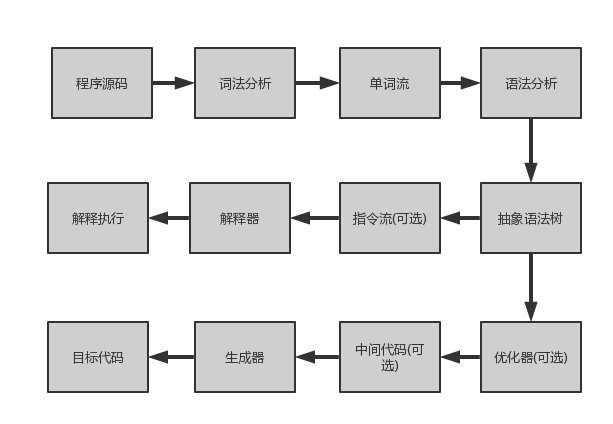 程序源码
词法分析
单词流
语法分析
解释执行
解释器
指令流(可选)
抽象语法树
目标代码
生成器
中间代码(可
选)
优化器(可选)